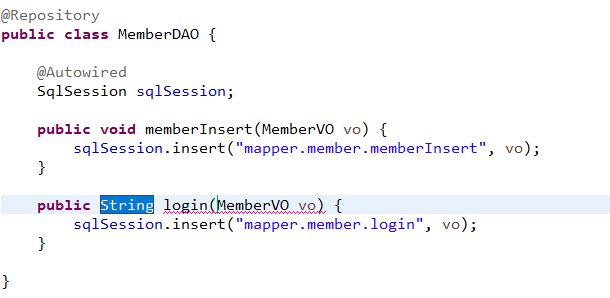 @Repository
public class MemberDAO {
@Autowired
SqlSession sqlSession;
public void memberInsert(MemberVO vo) {
sqlSession.insert("mapper.member.memberInsert", vo);
}
public String login(MemberVO vo) {
sqlSession.insert("mapper.member.login", vo);
}
}